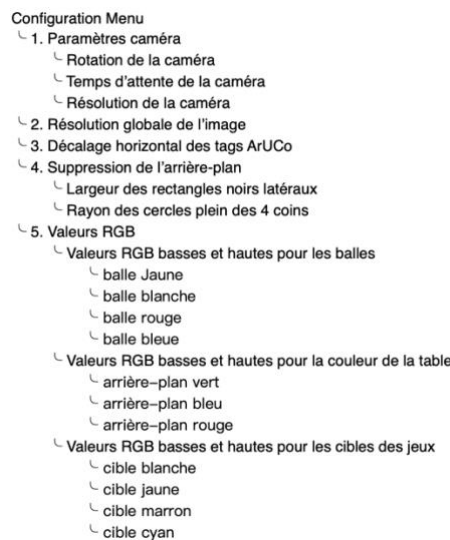 Configuration Menu
1. Paramètres caméra
Rotation de la caméra
Temps d'attente de la caméra
Résolution de la caméra
2. Résolution globale de l'image
3. Décalage horizontal des tags ArUCo
4. Suppression de l'arrière-plan
Largeur des rectangles noirs latéraux
Rayon des cercles plein des 4 coins
5. Valeurs RGB
Valeurs RGB basses et hautes pour les balles
balle Jaune
balle blanche
balle rouge
balle bleue
Valeurs RGB basses et hautes pour la couleur de la table
arrière–plan vert
arrière–plan bleu
arrière–plan rouge
Valeurs RGB basses et hautes pour les cibles des jeux
cible blanche
cible jaune
cible marron
cible cyan